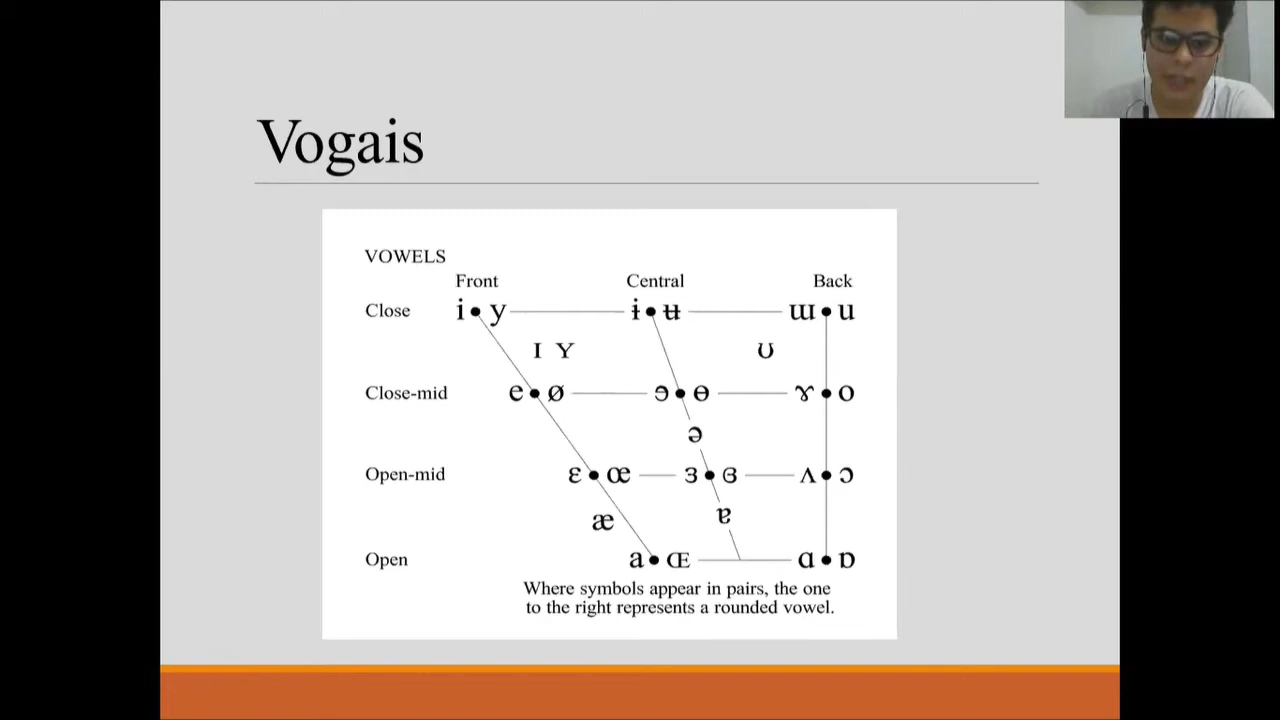 Vogais
VOWELS
Front Central Back
Close i y ɨ ʉ ɯ u
ɪ ʏ ʊ
Close-mid e ø ɘ ɵ ɤ o
ə
Open-mid ɛ œ ɜ ɞ ʌ ɔ
æ ɐ
Open a ɶ ɑ ɒ
Where symbols appear in pairs, the one
to the right represents a rounded vowel.